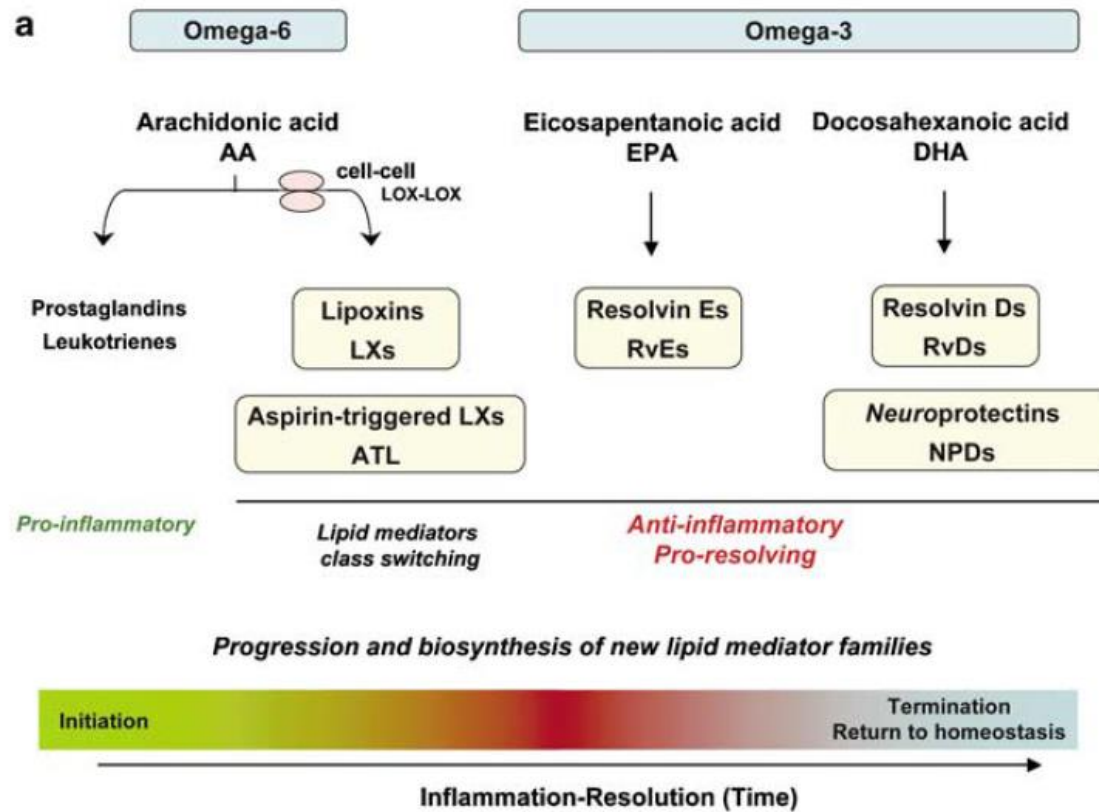 a
Omega-6
Omega-3
Arachidonic acid
AA
cell-cell
LOX-LOX
Eicosapentanoic acid
EPA
Docosahexanoic acid
DHA
Prostaglandins
Leukotrienes
Lipoxins
LXs
Resolvin Es
RvEs
Resolvin Ds
RvDs
Aspirin-triggered LXs
ATL
Neuroprotectins
NPDs
Pro-inflammatory
Lipid mediators
class switching
Anti-inflammatory
Pro-resolving
Progression and biosynthesis of new lipid mediator families
Initiation
Termination
Return to homeostasis
Inflammation-Resolution (Time)